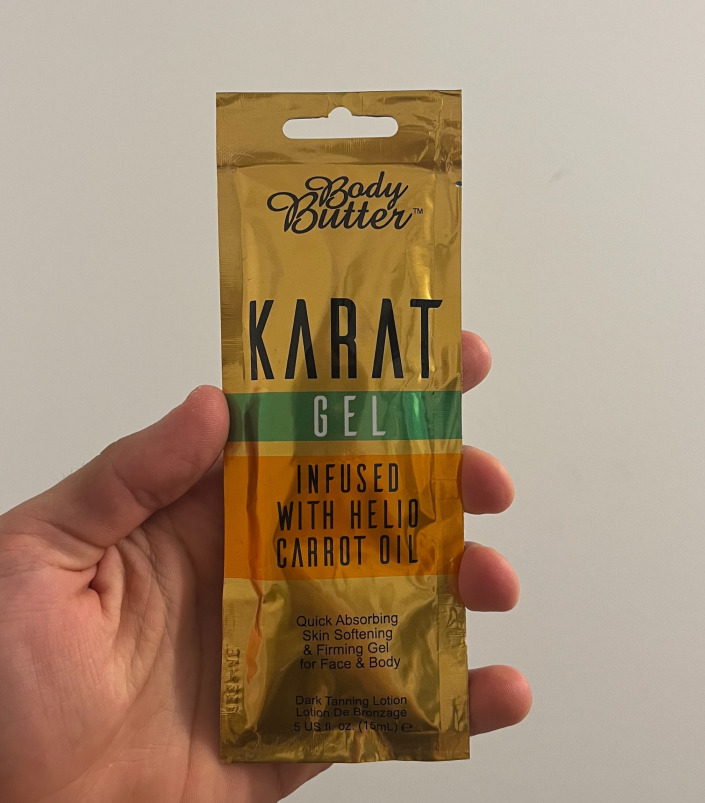 Body
Butter™
KARAT
GEL
INFUSED
WITH HELIO
CARROT OIL
Quick Absorbing
Skin Softening
& Firming Gel
for Face & Body
Dark Tanning Lotion
Lotion De Bronzage
5 US fl. oz. (15mL) ℮